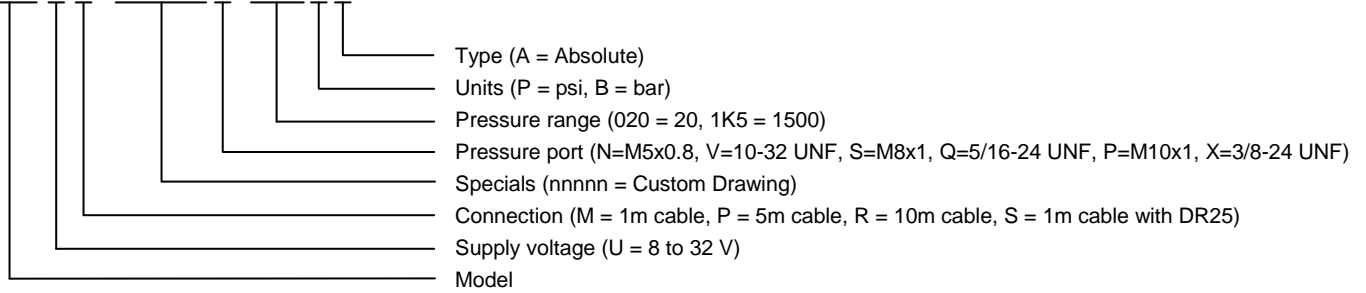 Type (A = Absolute)
Units (P = psi, B = bar)
Pressure range (020 = 20, 1K5 = 1500)
Pressure port (N=M5x0.8, V=10-32 UNF, S=M8x1, Q=5/16-24 UNF, P=M10x1, X=3/8-24 UNF)
Specials (nnnnn = Custom Drawing)
Connection (M = 1m cable, P = 5m cable, R = 10m cable, S = 1m cable with DR25)
Supply voltage (U = 8 to 32 V)
Model